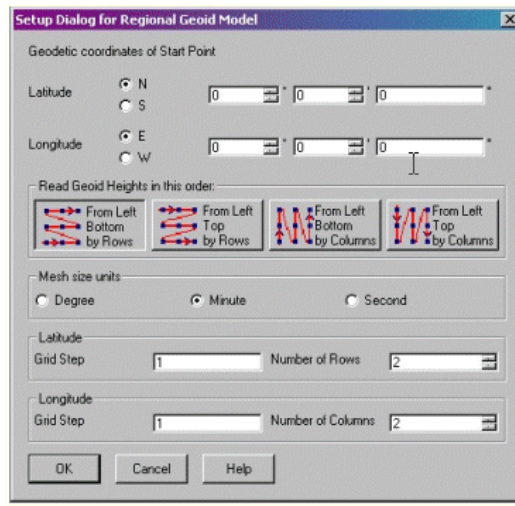 Setup Dialog for Regional Geoid Model
Geodetic coordinates of Start Point
Latitude
N
S
0 ° 0 ' 0 "
Longitude
E
W
0 ° 0 ' 0 "
Read Geoid Heights in this order:
From Left Bottom by Rows
From Left Top by Rows
From Left Bottom by Columns
From Left Top by Columns
Mesh size units
Degree
Minute
Second
Latitude
Grid Step 1 Number of Rows 2
Longitude
Grid Step 1 Number of Columns 2
OK Cancel Help